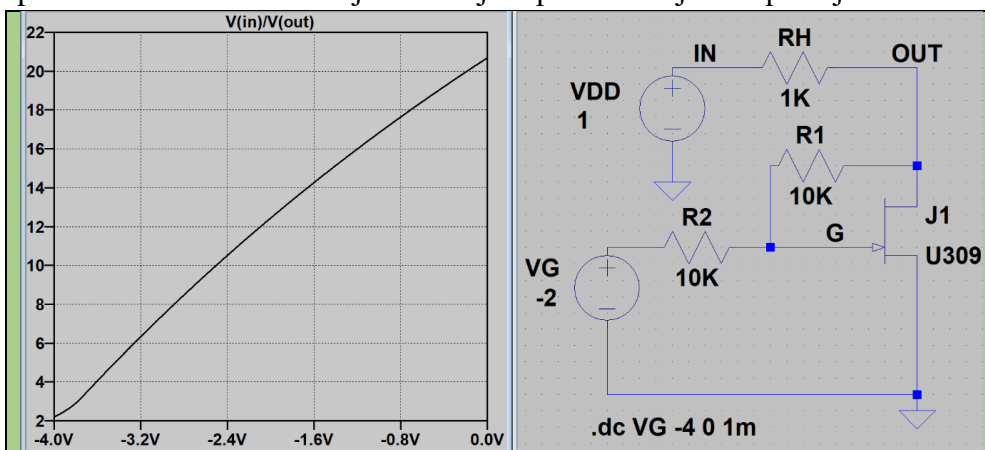 V(in)/V(out)
22
20
18
16
14
12
10
8
6
4
2
-4.0V -3.2V -2.4V -1.6V -0.8V 0.0V
IN
RH
OUT
VDD
1
1K
R1
10K
R2
10K
G
J1
U309
VG
-2
.dc VG -4 0 1m